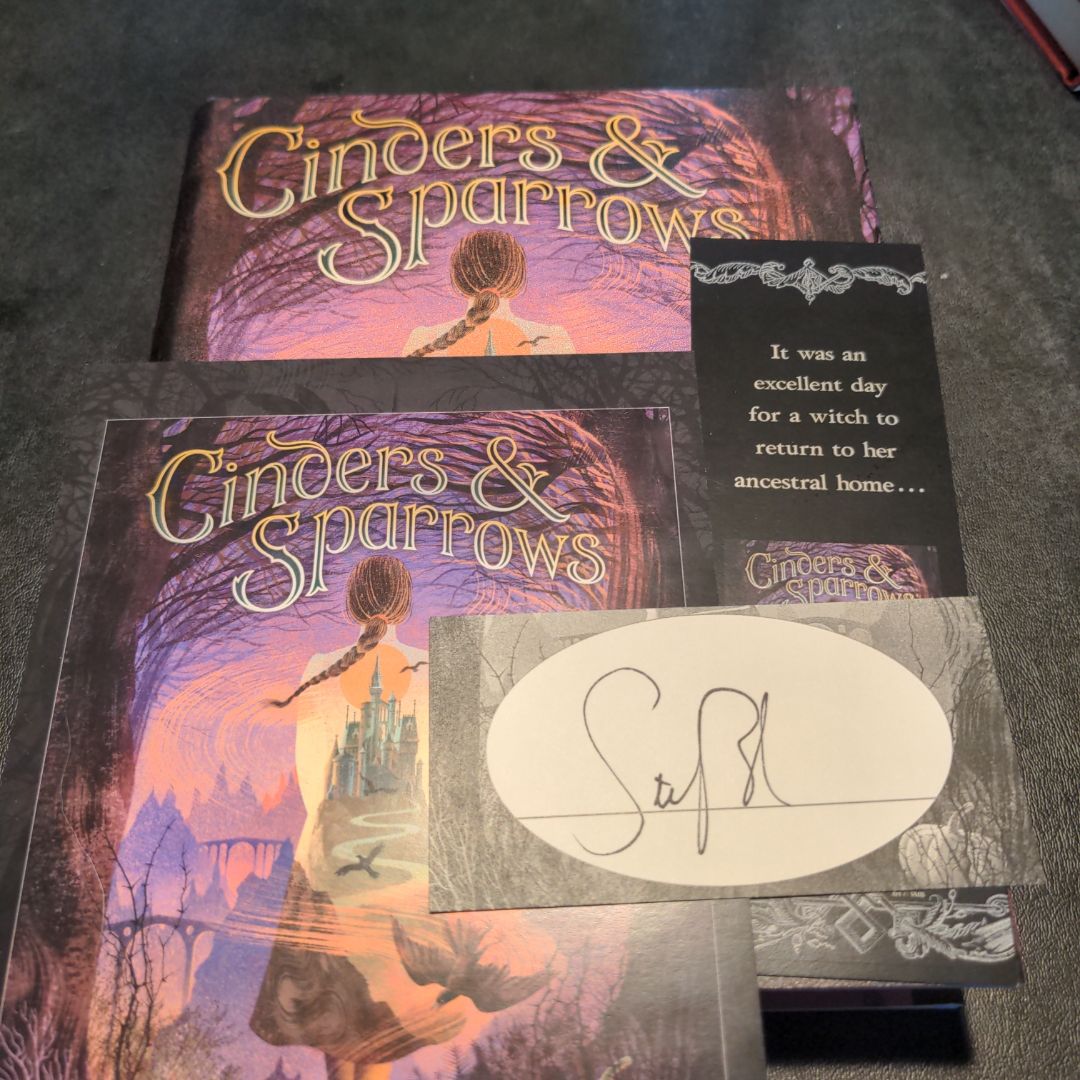 Cinders &
Sparrows
It was an
excellent day
for a witch to
return to her
ancestral home...
Cinders &
Sparrows
Cinders &
Sparrows